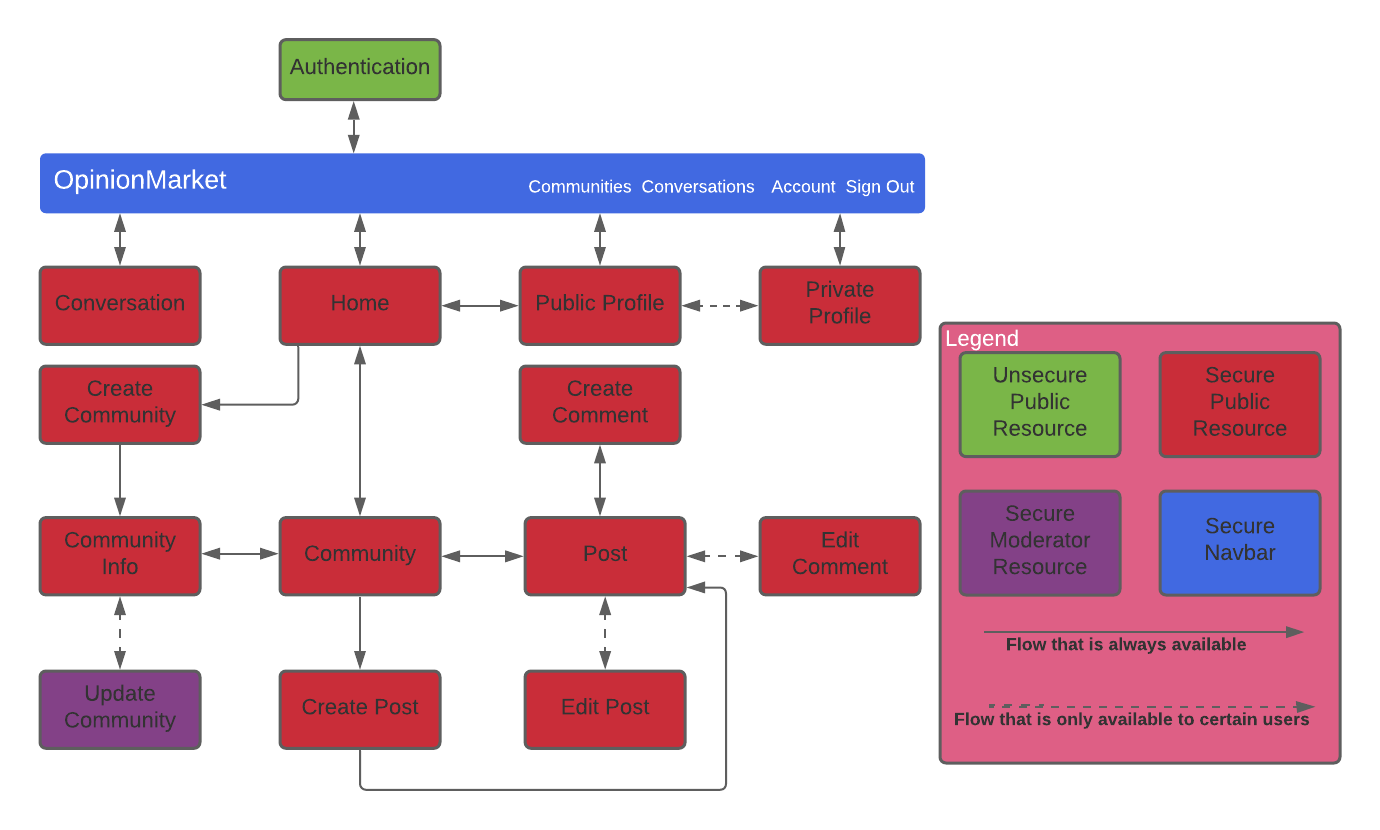 Authentication
OpinionMarket
Communities Conversations Account Sign Out
Conversation
Home
Public Profile
Private
Profile
Create
Community
Create
Comment
Community
Info
Community
Post
Edit
Comment
Update
Community
Create Post
Edit Post
Legend
Unsecure
Public
Resource
Secure
Public
Resource
Secure
Moderator
Resource
Secure
Navbar
Flow that is always available
Flow that is only available to certain users